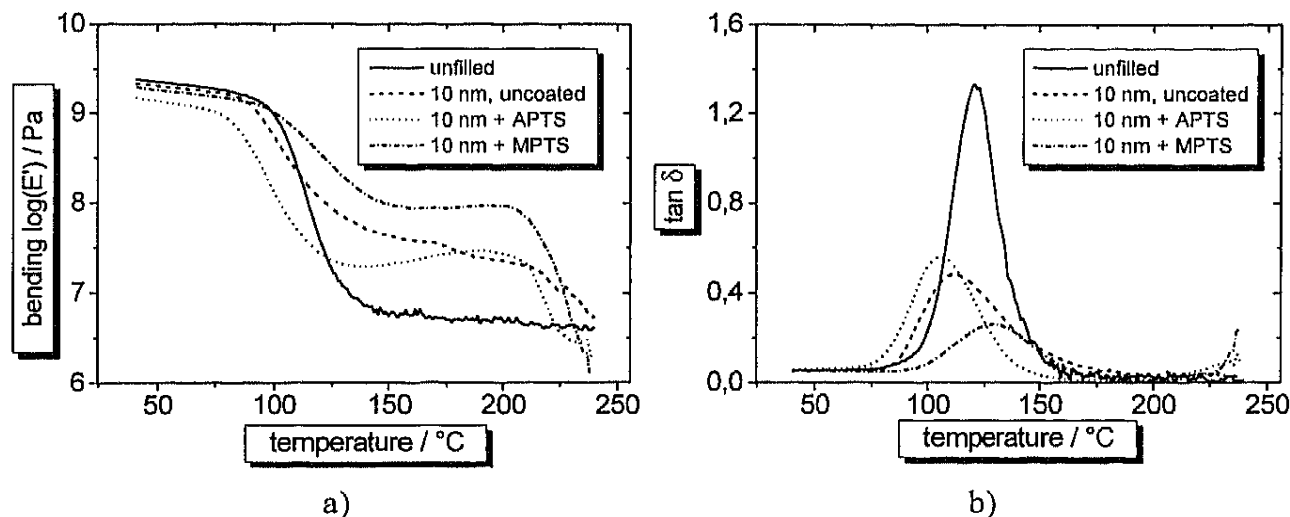 10
9
8
7
6
bending log(E') / Pa
unfilled
10 nm, uncoated
10 nm + APTS
10 nm + MPTS
50 100 150 200 250
temperature / °C
a)
1,6
1,2
0,8
0,4
0,0
tan δ
unfilled
10 nm, uncoated
10 nm + APTS
10 nm + MPTS
50 100 150 200 250
temperature / °C
b)